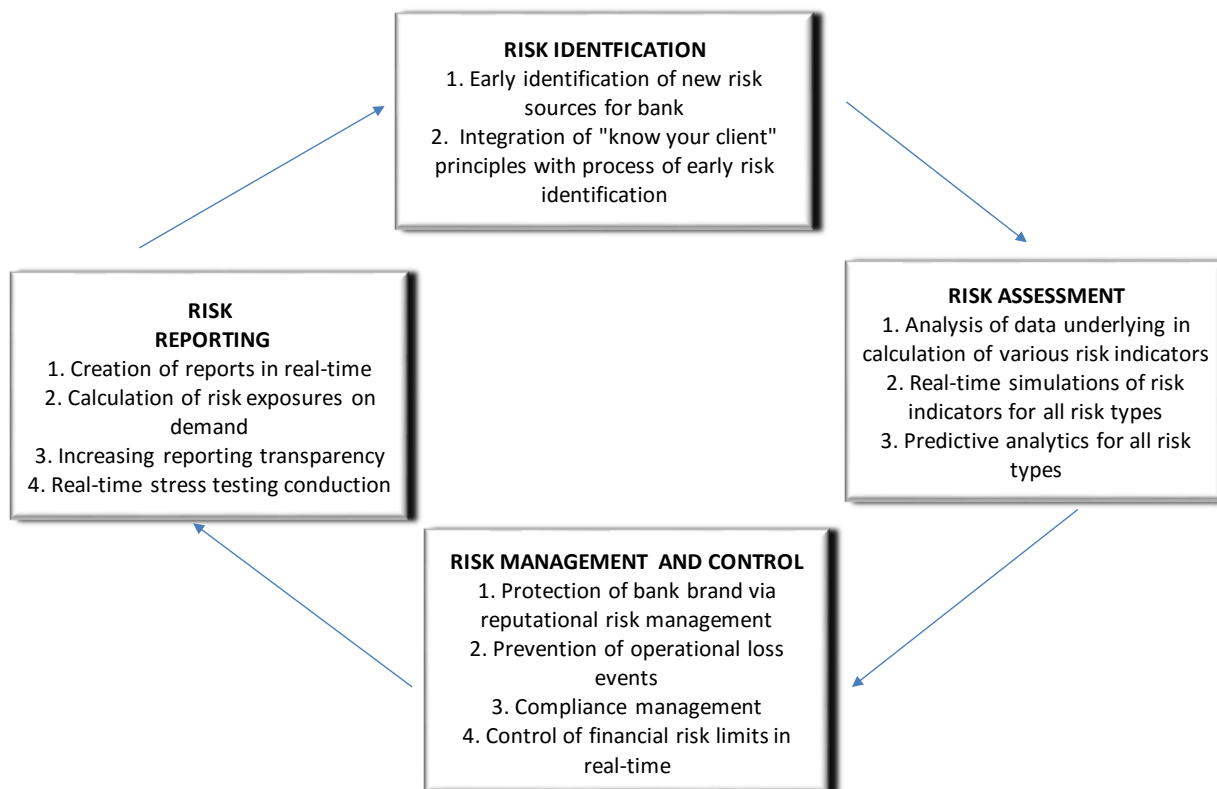 RISK IDENTFICATION
1. Early identification of new risk
sources for bank
2. Integration of "know your client"
principles with process of early risk
identification
RISK
REPORTING
1. Creation of reports in real-time
2. Calculation of risk exposures on
demand
3. Increasing reporting transparency
4. Real-time stress testing conduction
RISK ASSESSMENT
1. Analysis of data underlying in
calculation of various risk indicators
2. Real-time simulations of risk
indicators for all risk types
3. Predictive analytics for all risk
types
RISK MANAGEMENT AND CONTROL
1. Protection of bank brand via
reputational risk management
2. Prevention of operational loss
events
3. Compliance management
4. Control of financial risk limits in
real-time